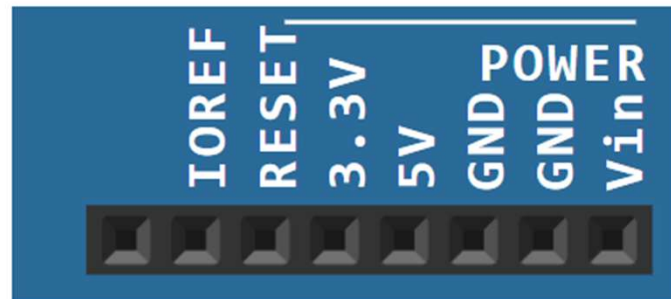 POWER
IOREF
RESET
3.3V
5V
GND
GND
Vin